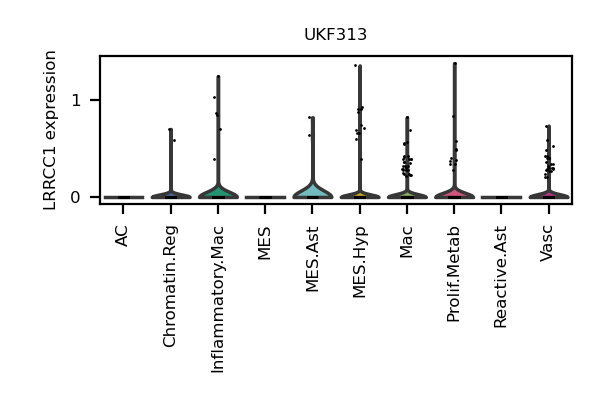 UKF313
LRRCC1 expression
1
0
AC
Chromatin.Reg
Inflammatory.Mac
MES
MES.Ast
MES.Hyp
Mac
Prolif.Metab
Reactive.Ast
Vasc